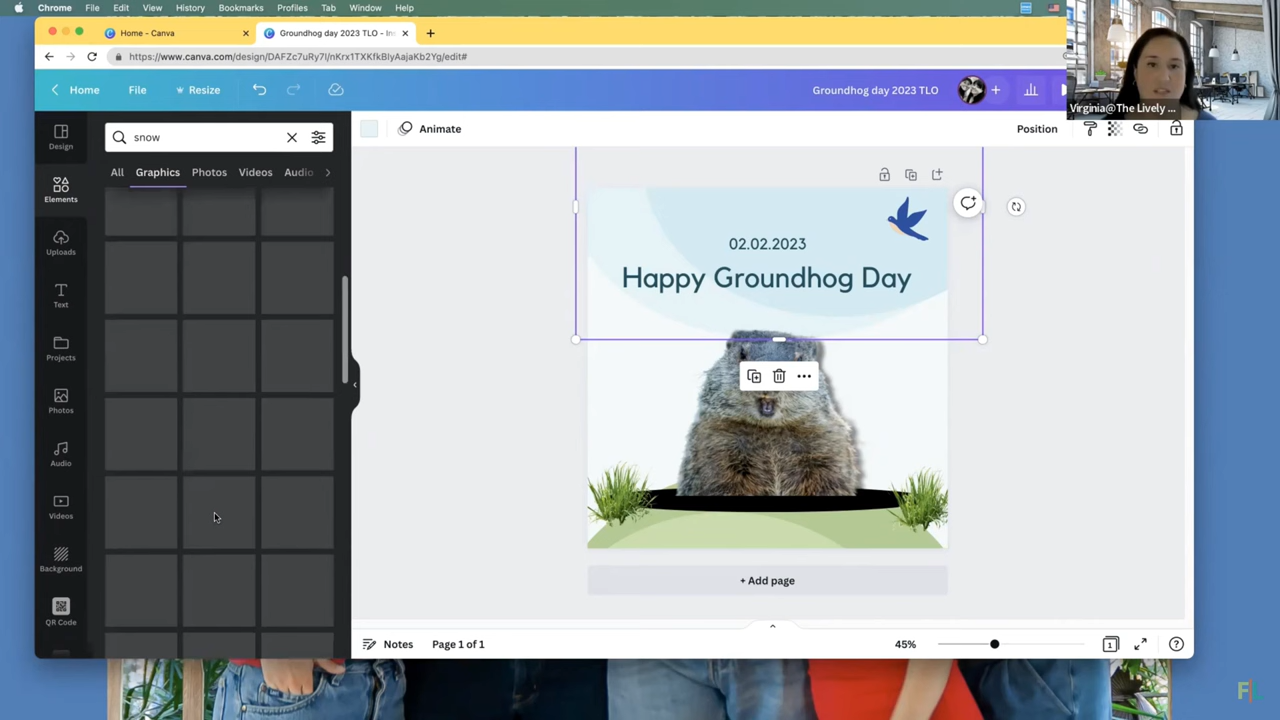 Chrome File Edit View History Bookmarks Profiles Tab Window Help
Home - Canva
Groundhog day 2023 TLO - In
https://www.canva.com/design/DAFZc7uRy7I/nKrx1TXKfkBIyAajaKb2Yg/edit#
Home File Resize
Groundhog day 2023 TLO
Virginia@The Lively ...
Design
snow
Animate
Position
All Graphics Photos Videos Audio
Elements
Uploads
Text
Projects
Photos
Audio
Videos
Background
QR Code
02.02.2023
Happy Groundhog Day
+ Add page
Notes Page 1 of 1
45%
1